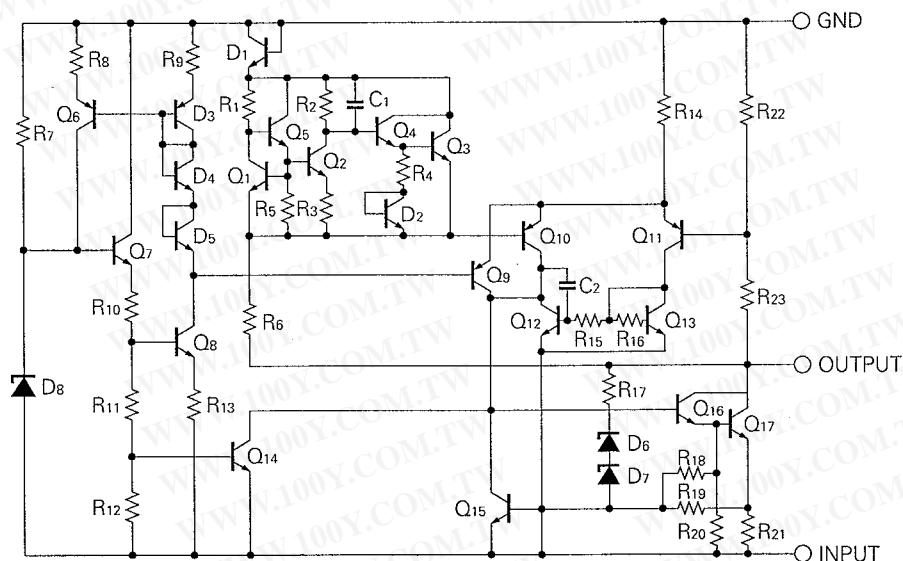 GND
R8
R9
D1
Q6
D3
R1
R2
C1
R14
R22
R7
Q5
Q4
D4
Q1
Q2
Q3
R4
D5
R5
R3
D2
Q7
Q10
Q11
Q9
R10
C2
R23
R6
Q12
Q13
Q8
R15
R16
OUTPUT
D8
R17
R11
R13
Q16
Q17
D6
Q14
D7
R18
R12
Q15
R19
R20
R21
INPUT
WWW.100Y.COM.TW